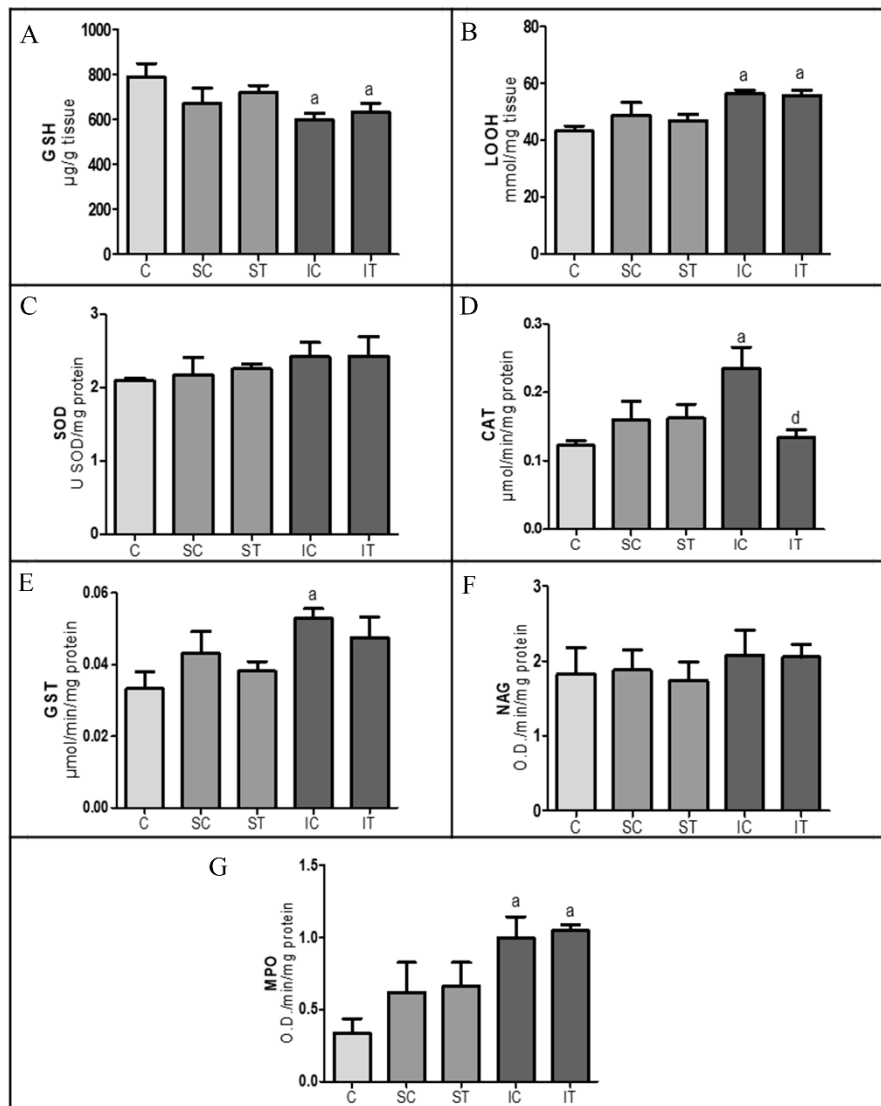 A
GSH
µg/g tissue
1000
800
600
400
200
0
a
a
C SC ST IC IT
B
LOOH
mmol/mg tissue
80
60
40
20
0
a
a
C SC ST IC IT
C
SOD
U SOD/mg protein
3
2
1
0
C SC ST IC IT
D
CAT
µmol/min/mg protein
0.3
0.2
0.1
0.0
a
d
C SC ST IC IT
E
GST
µmol/min/mg protein
0.06
0.04
0.02
0.00
a
C SC ST IC IT
F
NAG
O.D./min/mg protein
3
2
1
0
C SC ST IC IT
G
MPO
O.D./min/mg protein
1.5
1.0
0.5
0.0
a
a
C SC ST IC IT